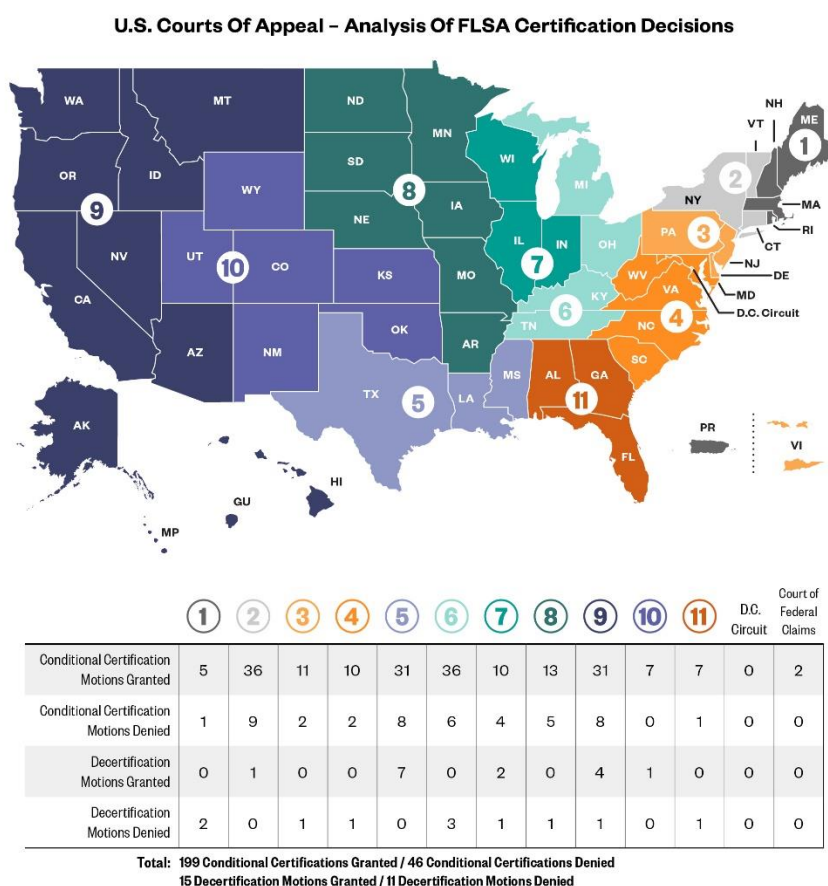 U.S. Courts Of Appeal – Analysis Of FLSA Certification Decisions
WA
MT
ND
MN
VT
NH
ME
1
OR
ID
SD
WI
MI
2
NY
MA
9
WY
8
IA
PA
3
RI
CT
NV
UT
10
CO
NE
IL
7
IN
OH
NJ
DE
MD
D.C. Circuit
CA
KS
MO
6
KY
WV
VA
4
AZ
NM
OK
AR
TN
NC
SC
TX
5
LA
MS
AL
GA
11
FL
AK
HI
GU
MP
PR
VI
1 2 3 4 5 6 7 8 9 10 11 D.C. Circuit Court of Federal Claims
Conditional Certification Motions Granted 5 36 11 10 31 36 10 13 31 7 7 0 2
Conditional Certification Motions Denied 1 9 2 2 8 6 4 5 8 0 1 0 0
Decertification Motions Granted 0 1 0 0 7 0 2 0 4 1 0 0 0
Decertification Motions Denied 2 0 1 1 0 3 1 1 1 0 1 0 0
Total: 199 Conditional Certifications Granted / 46 Conditional Certifications Denied
15 Decertification Motions Granted / 11 Decertification Motions Denied